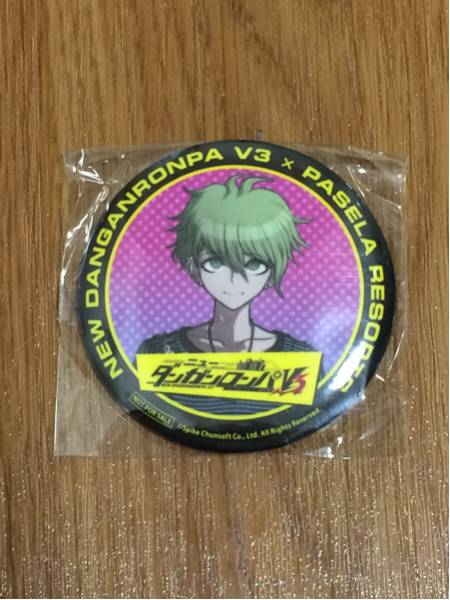 NEW DANGANRONPA V3 × PASELA RESORTS
ニュー
ダンガンロンパV3
NOT FOR SALE
©Spike Chunsoft Co., Ltd. All Rights Reserved.